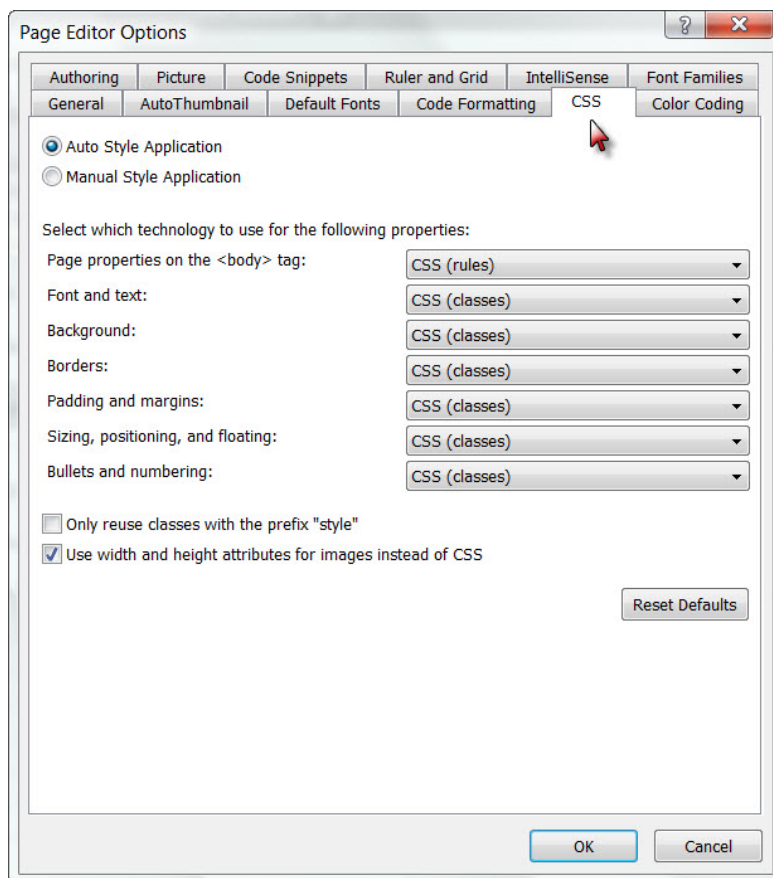 Page Editor Options
Authoring Picture Code Snippets Ruler and Grid IntelliSense Font Families
General AutoThumbnail Default Fonts Code Formatting CSS Color Coding
Auto Style Application
Manual Style Application
Select which technology to use for the following properties:
Page properties on the <body> tag: CSS (rules)
Font and text: CSS (classes)
Background: CSS (classes)
Borders: CSS (classes)
Padding and margins: CSS (classes)
Sizing, positioning, and floating: CSS (classes)
Bullets and numbering: CSS (classes)
Only reuse classes with the prefix "style"
Use width and height attributes for images instead of CSS
Reset Defaults
OK Cancel